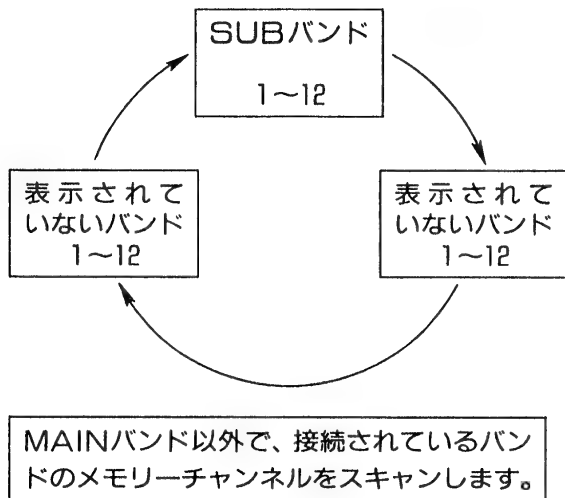 SUBバンド
1~12
表示されて
いないバンド
1~12
表示されて
いないバンド
1~12
MAINバンド以外で、接続されているバン
ドのメモリーチャンネルをスキャンします。